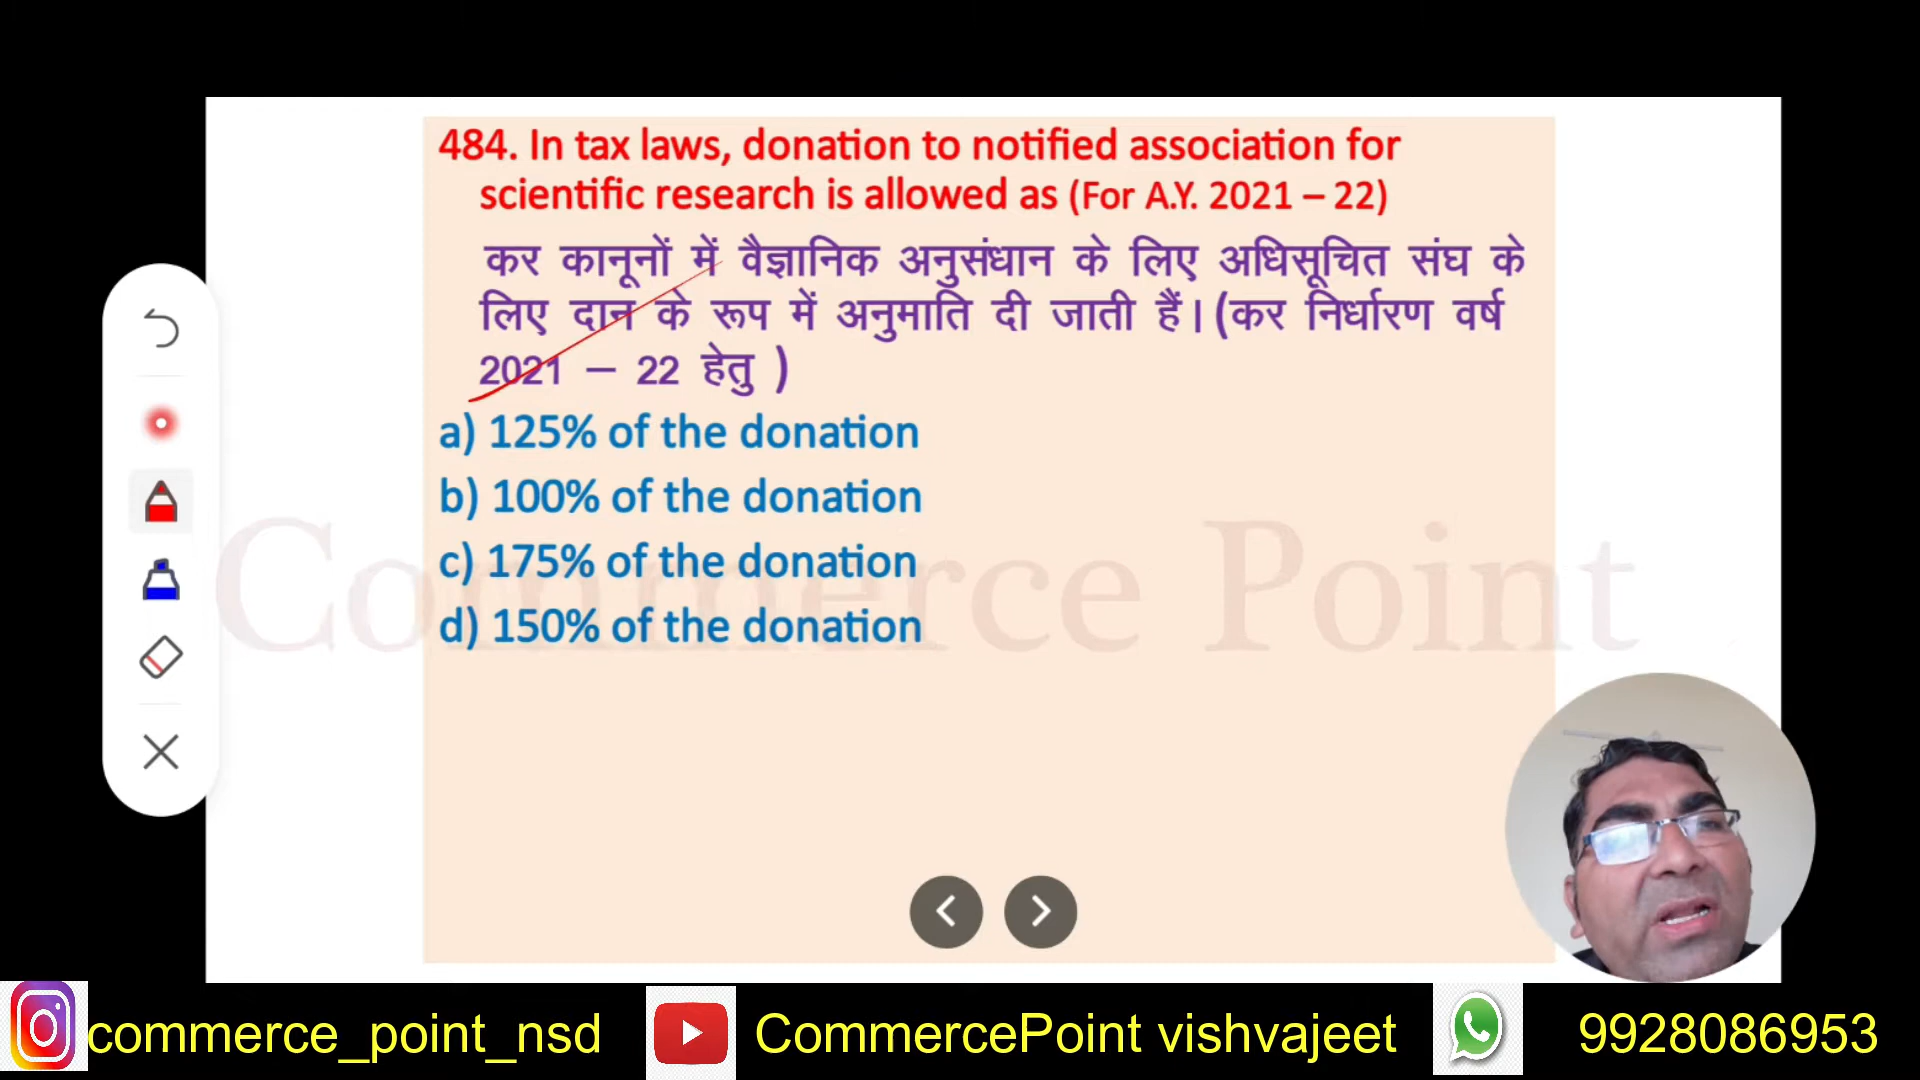 484. In tax laws, donation to notified association for
scientific research is allowed as (For A.Y. 2021 – 22)
कर कानूनों में वैज्ञानिक अनुसंधान के लिए अधिसूचित संघ के
लिए दान के रूप में अनुमाति दी जाती हैं। (कर निर्धारण वर्ष
2021 – 22 हेतु )
a) 125% of the donation
b) 100% of the donation
c) 175% of the donation
d) 150% of the donation
Commerce Point
commerce_point_nsd
CommercePoint vishvajeet
9928086953